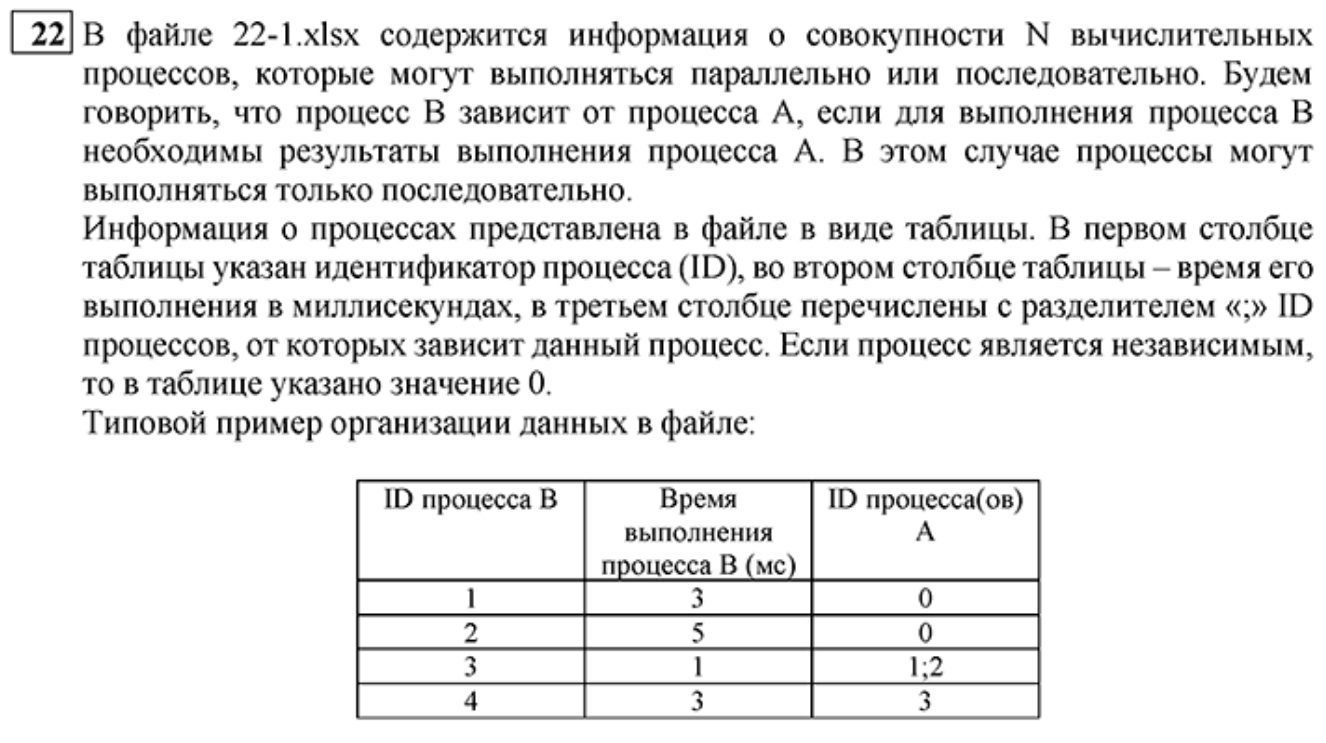 22 В файле 22-1.xlsx содержится информация о совокупности N вычислительных
процессов, которые могут выполняться параллельно или последовательно. Будем
говорить, что процесс B зависит от процесса A, если для выполнения процесса B
необходимы результаты выполнения процесса A. В этом случае процессы могут
выполняться только последовательно.
Информация о процессах представлена в файле в виде таблицы. В первом столбце
таблицы указан идентификатор процесса (ID), во втором столбце таблицы – время его
выполнения в миллисекундах, в третьем столбце перечислены с разделителем «;» ID
процессов, от которых зависит данный процесс. Если процесс является независимым,
то в таблице указано значение 0.
Типовой пример организации данных в файле:
ID процесса B Время выполнения процесса B (мс) ID процесса(ов) A
1 3 0
2 5 0
3 1 1;2
4 3 3